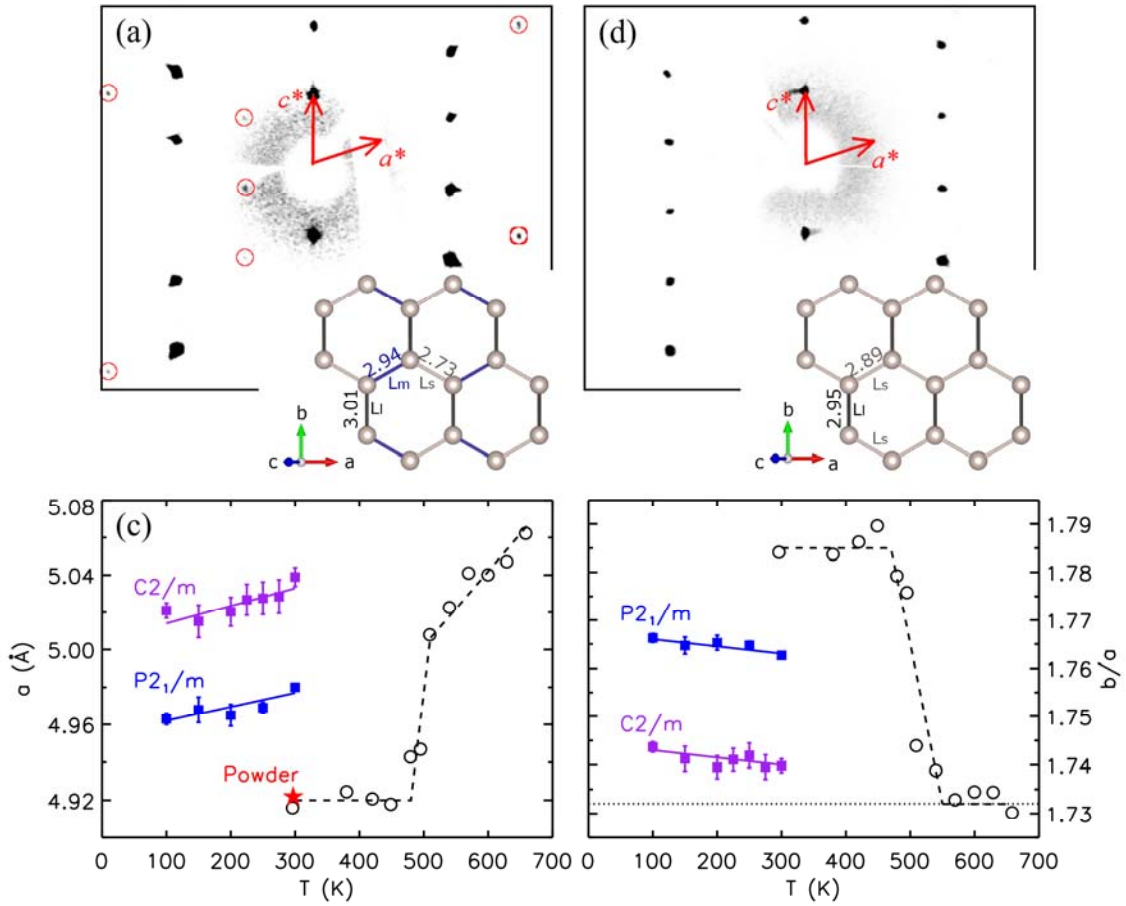 (a)
c*
a*
2.94
2.73
Lm
Ls
3.01
Ll
b
c
a
(d)
c*
a*
2.89
Ls
2.95
Ll
Ls
b
c
a
(c)
5.08
5.04
5.00
4.96
4.92
a (Å)
C2/m
P2₁/m
Powder
0 100 200 300 400 500 600 700
T (K)
P2₁/m
C2/m
1.79
1.78
1.77
1.76
1.75
1.74
1.73
b/a
0 100 200 300 400 500 600 700
T (K)